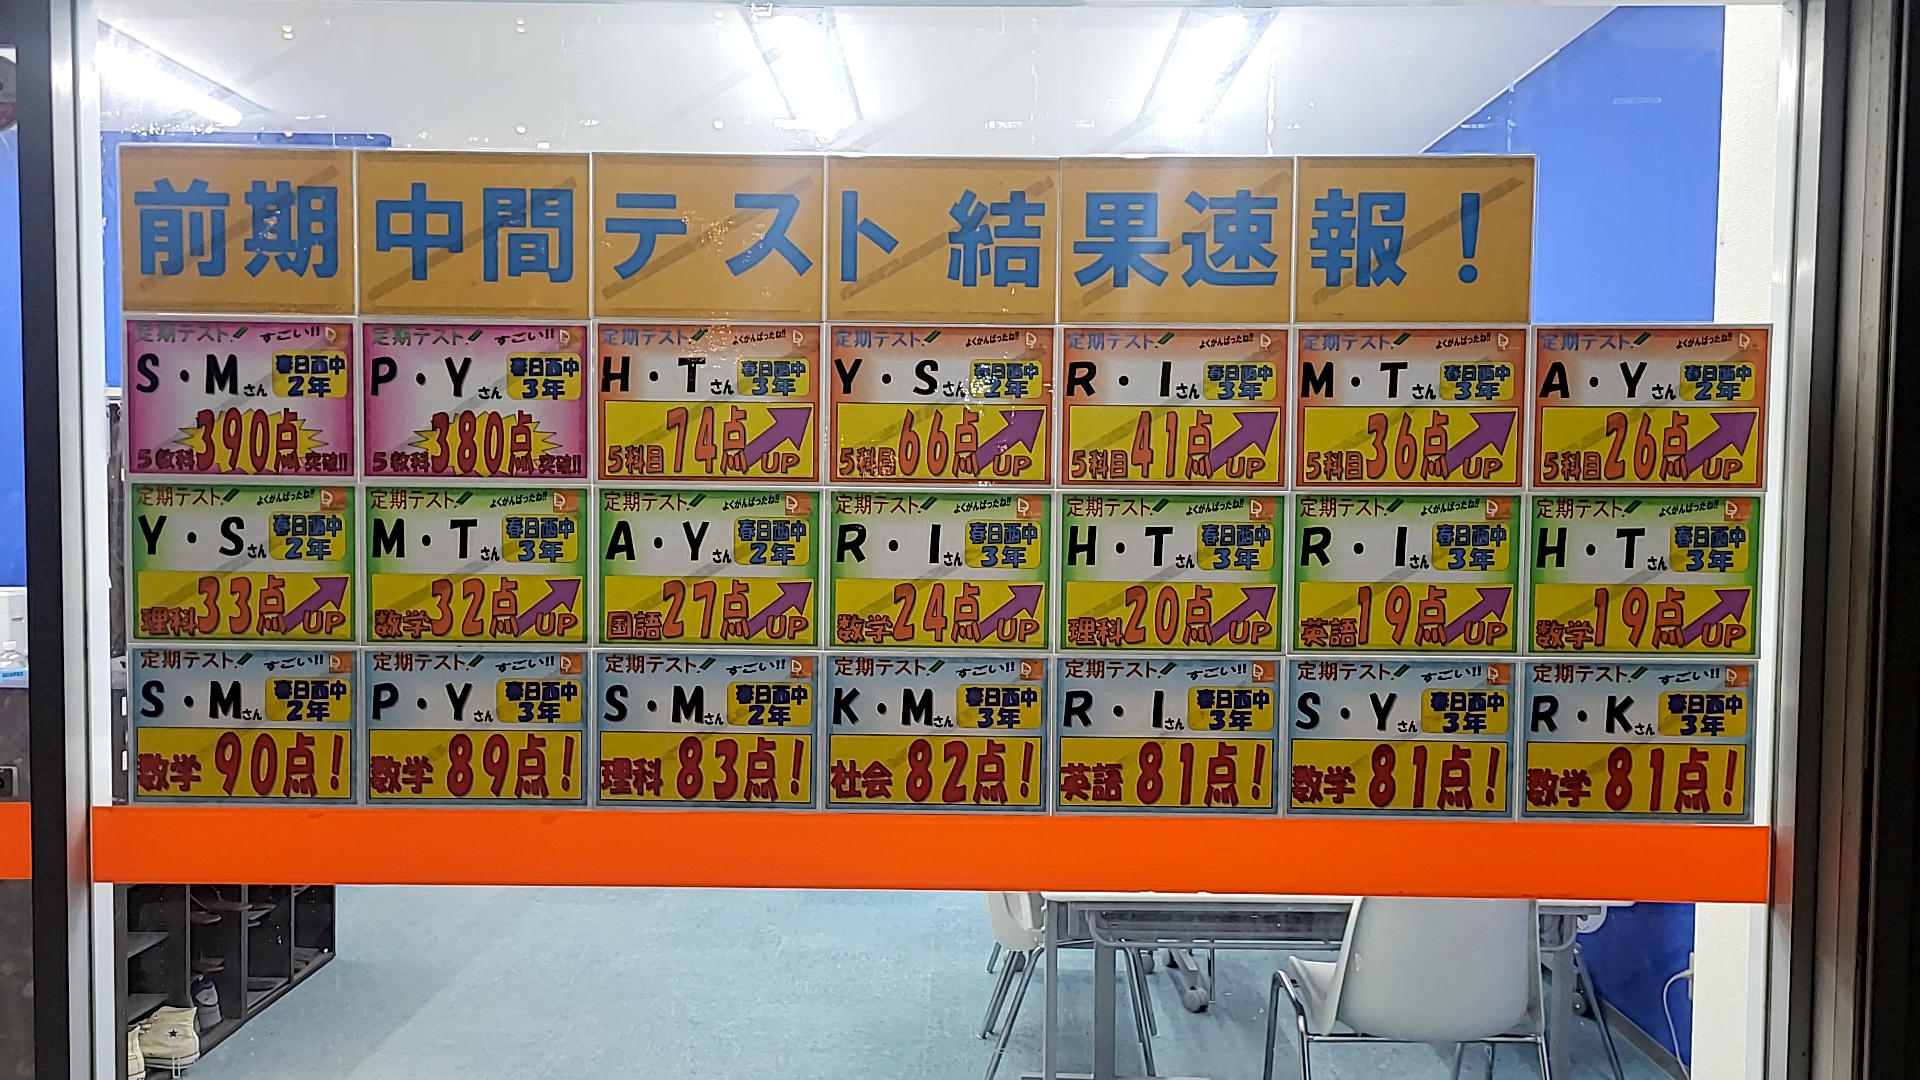 前期中間テスト結果速報！
定期テスト すごい!!
S・Mさん 春日西中2年
5教科390点突破!!
定期テスト すごい!!
P・Yさん 春日西中3年
5教科380点突破!!
定期テスト よくがんばったね!!
H・Tさん 春日西中3年
5科目74点UP
定期テスト よくがんばったね!!
Y・Sさん 春日西中2年
5科目66点UP
定期テスト よくがんばったね!!
R・Iさん 春日西中3年
5科目41点UP
定期テスト よくがんばったね!!
M・Tさん 春日西中3年
5科目36点UP
定期テスト よくがんばったね!!
A・Yさん 春日西中2年
5科目26点UP
定期テスト よくがんばったね!!
Y・Sさん 春日西中2年
理科33点UP
定期テスト よくがんばったね!!
M・Tさん 春日西中3年
数学32点UP
定期テスト よくがんばったね!!
A・Yさん 春日西中2年
国語27点UP
定期テスト よくがんばったね!!
R・Iさん 春日西中3年
数学24点UP
定期テスト よくがんばったね!!
H・Tさん 春日西中3年
理科20点UP
定期テスト よくがんばったね!!
R・Iさん 春日西中3年
英語19点UP
定期テスト よくがんばったね!!
H・Tさん 春日西中3年
数学19点UP
定期テスト すごい!!
S・Mさん 春日西中2年
数学90点！
定期テスト すごい!!
P・Yさん 春日西中3年
数学89点！
定期テスト すごい!!
S・Mさん 春日西中2年
理科83点！
定期テスト すごい!!
K・Mさん 春日西中3年
社会82点！
定期テスト すごい!!
R・Iさん 春日西中3年
英語81点！
定期テスト すごい!!
S・Yさん 春日西中3年
数学81点！
定期テスト すごい!!
R・Kさん 春日西中3年
数学81点！